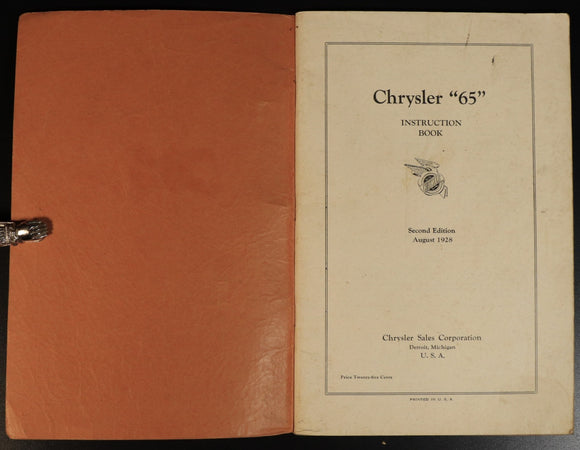 Chrysler "65"
INSTRUCTION
BOOK
Second Edition
August 1928
Chrysler Sales Corporation
Detroit, Michigan
U. S. A.
Price Twenty-five Cents
PRINTED IN U. S. A.